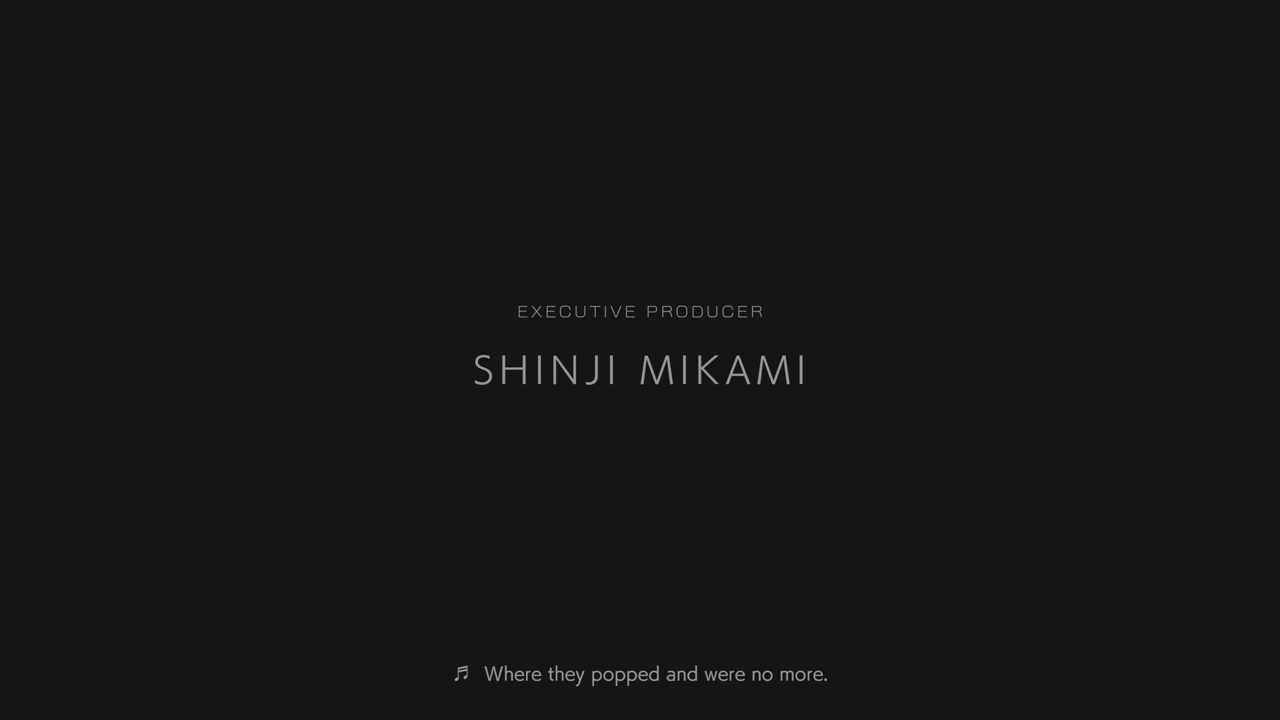 EXECUTIVE PRODUCER
SHINJI MIKAMI
♬ Where they popped and were no more.